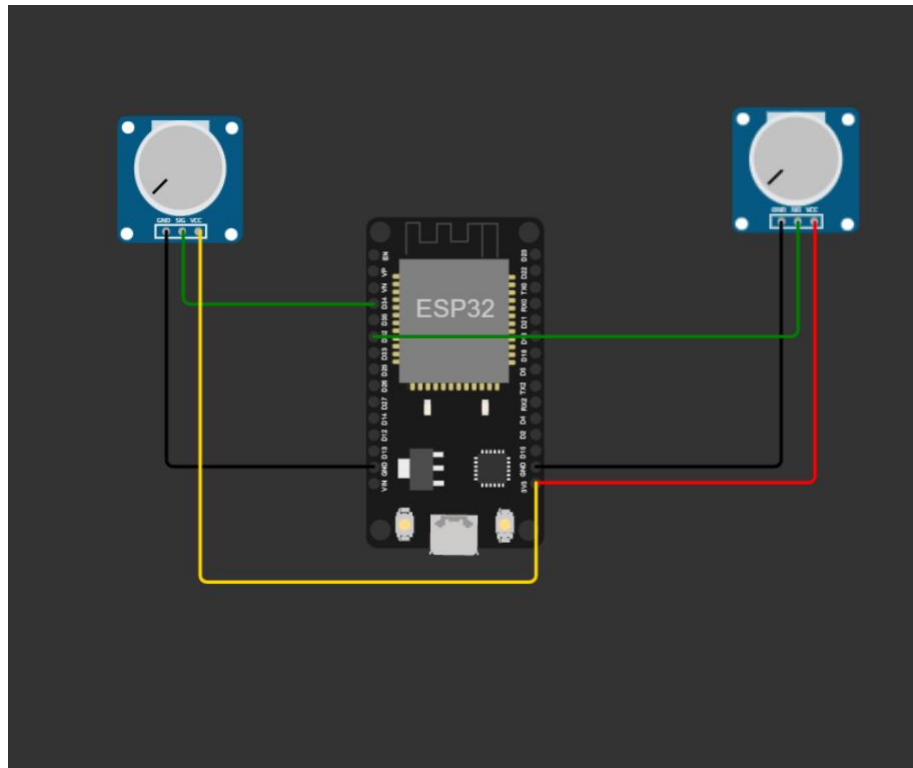 GND SIG VCC
GND SIG VCC
ESP32
EN
VP
VN
D34
D35
D32
D33
D25
D26
D27
D14
D12
D13
GND
VIN
D23
D22
TX0
RX0
D21
D19
D18
D5
TX2
RX2
D4
D2
D15
GND
3V3